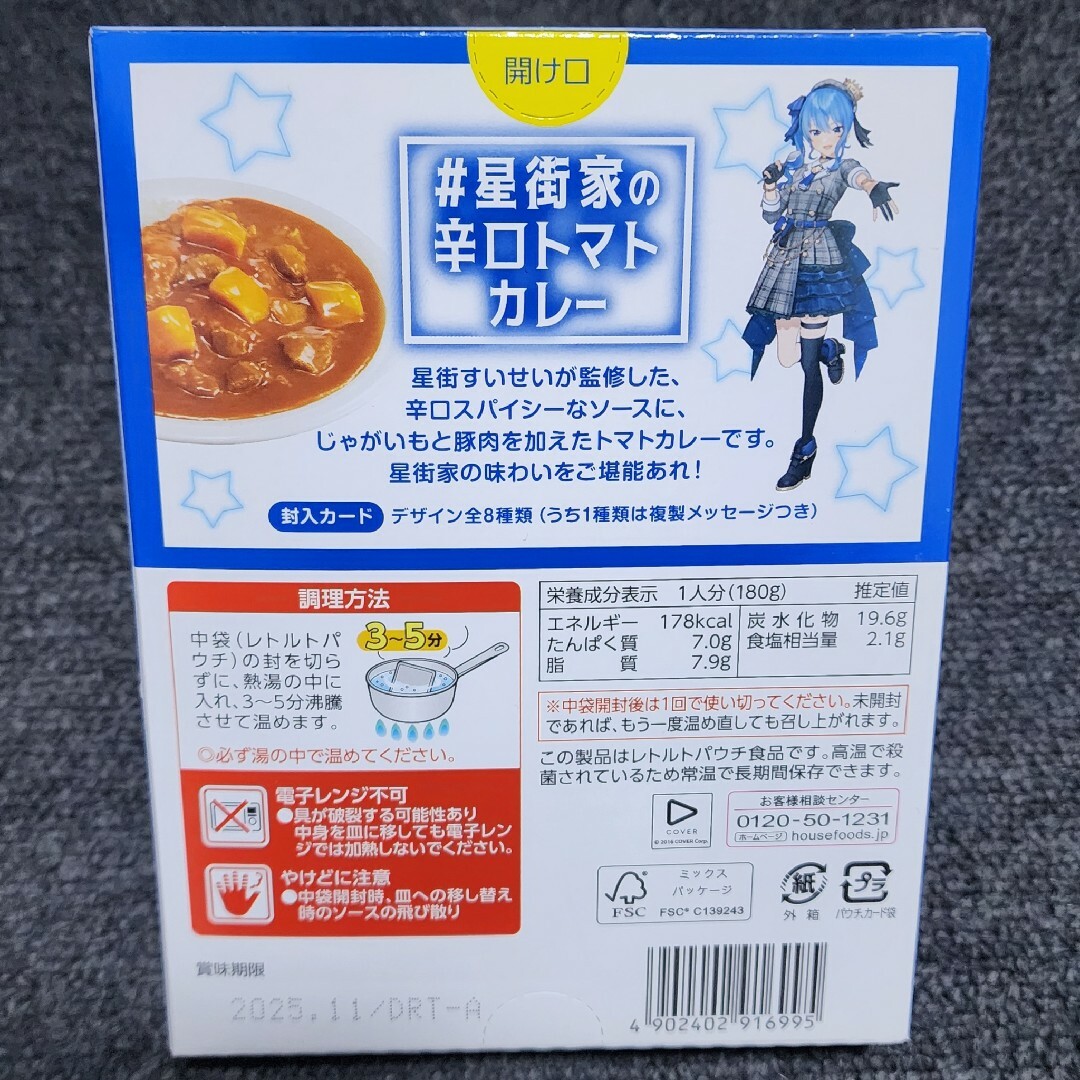 開け口
#星街家の
辛口トマト
カレー
星街すいせいが監修した、
辛口スパイシーなソースに、
じゃがいもと豚肉を加えたトマトカレーです。
星街家の味わいをご堪能あれ!
封入カード デザイン全8種類(うち1種類は複製メッセージつき)
調理方法
中袋(レトルトパ
ウチ)の封を切ら
ずに、熱湯の中に
入れ、3~5分沸騰
させて温めます。
3~5分
◎必ず湯の中で温めてください。
電子レンジ不可
●具が破裂する可能性あり
中身を皿に移しても電子レン
ジでは加熱しないでください。
やけどに注意
●中袋開封時、皿への移し替え
時のソースの飛び散り
栄養成分表示 1人分(180g) 推定値
エネルギー 178kcal 炭水化物 19.6g
たんぱく質 7.0g 食塩相当量 2.1g
脂質 7.9g
※中袋開封後は1回で使い切ってください。未開封
であれば、もう一度温め直しても召し上がれます。
この製品はレトルトパウチ食品です。高温で殺
菌されているため常温で長期間保存できます。
COVER
© 2016 COVER Corp.
お客様相談センター
0120-50-1231
ホームページ housefoods.jp
FSC
ミックス
パッケージ
FSC® C139243
紙
外箱
プラ
パウチ,カード袋
賞味期限
2025.11/DRT-A
4 902402 916995